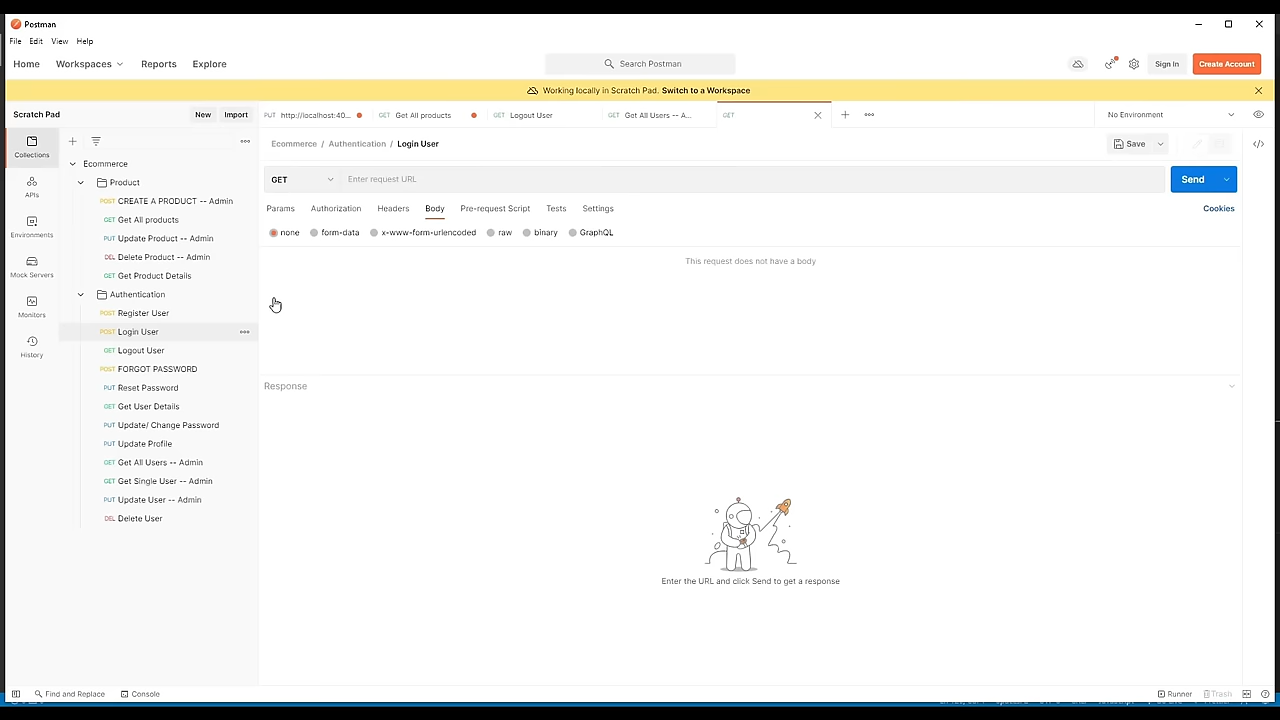 Postman
File Edit View Help
Home Workspaces Reports Explore
Search Postman
Sign In
Create Account
Working locally in Scratch Pad. Switch to a Workspace
Scratch Pad
New
Import
PUT http://localhost:40...
GET Get All products
GET Logout User
GET Get All Users -- A...
GET
No Environment
Collections
APIs
Environments
Mock Servers
Monitors
History
Ecommerce
Product
POST CREATE A PRODUCT -- Admin
GET Get All products
PUT Update Product -- Admin
DEL Delete Product -- Admin
GET Get Product Details
Authentication
POST Register User
POST Login User
GET Logout User
POST FORGOT PASSWORD
PUT Reset Password
GET Get User Details
PUT Update/ Change Password
PUT Update Profile
GET Get All Users -- Admin
GET Get Single User -- Admin
PUT Update User -- Admin
DEL Delete User
Ecommerce / Authentication / Login User
Save
GET
Enter request URL
Send
Params Authorization Headers Body Pre-request Script Tests Settings
Cookies
none form-data x-www-form-urlencoded raw binary GraphQL
This request does not have a body
Response
Enter the URL and click Send to get a response
Find and Replace
Console
Runner
Trash